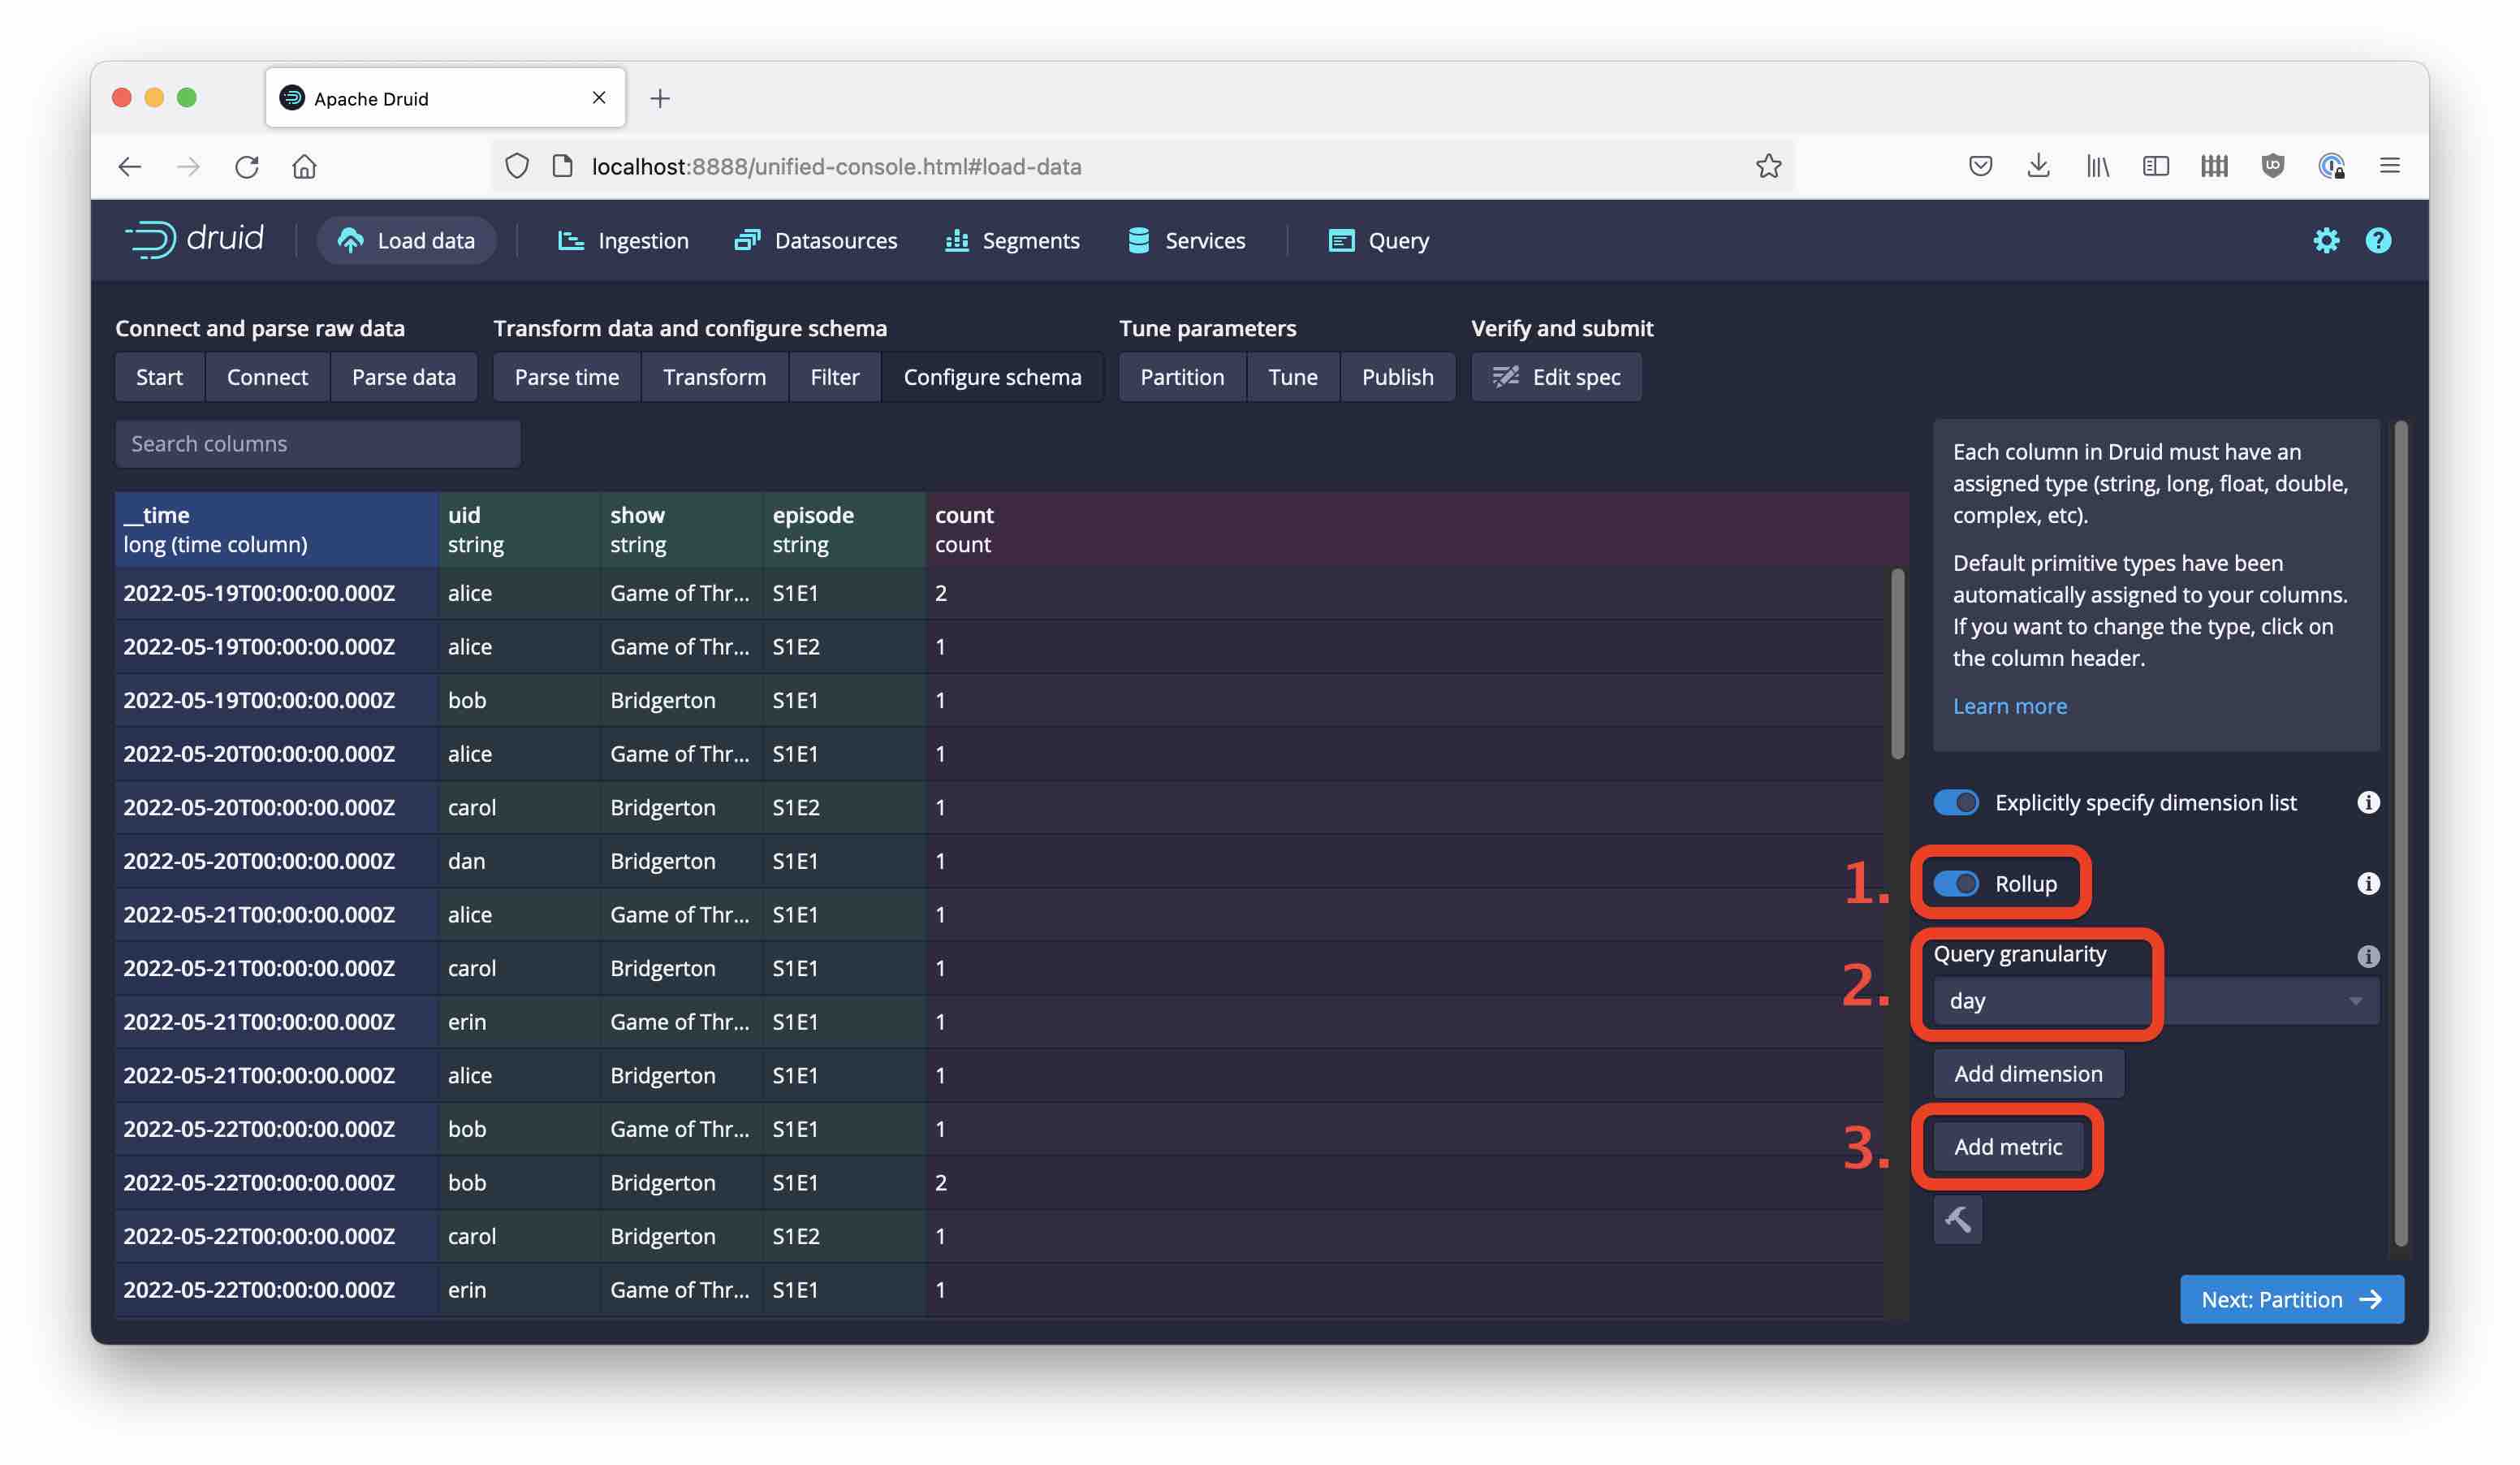 Apache Druid
localhost:8888/unified-console.html#load-data
druid
Load data
Ingestion
Datasources
Segments
Services
Query
Connect and parse raw data
Transform data and configure schema
Tune parameters
Verify and submit
Start
Connect
Parse data
Parse time
Transform
Filter
Configure schema
Partition
Tune
Publish
Edit spec
Search columns
__time uid show episode count
long (time column) string string string count
2022-05-19T00:00:00.000Z alice Game of Thr... S1E1 2
2022-05-19T00:00:00.000Z alice Game of Thr... S1E2 1
2022-05-19T00:00:00.000Z bob Bridgerton S1E1 1
2022-05-20T00:00:00.000Z alice Game of Thr... S1E1 1
2022-05-20T00:00:00.000Z carol Bridgerton S1E2 1
2022-05-20T00:00:00.000Z dan Bridgerton S1E1 1
2022-05-21T00:00:00.000Z alice Game of Thr... S1E1 1
2022-05-21T00:00:00.000Z carol Bridgerton S1E1 1
2022-05-21T00:00:00.000Z erin Game of Thr... S1E1 1
2022-05-21T00:00:00.000Z alice Bridgerton S1E1 1
2022-05-22T00:00:00.000Z bob Game of Thr... S1E1 1
2022-05-22T00:00:00.000Z bob Bridgerton S1E1 2
2022-05-22T00:00:00.000Z carol Bridgerton S1E2 1
2022-05-22T00:00:00.000Z erin Game of Thr... S1E1 1
Each column in Druid must have an
assigned type (string, long, float, double,
complex, etc).
Default primitive types have been
automatically assigned to your columns.
If you want to change the type, click on
the column header.
Learn more
Explicitly specify dimension list
1. Rollup
Query granularity
2. day
Add dimension
3. Add metric
Next: Partition